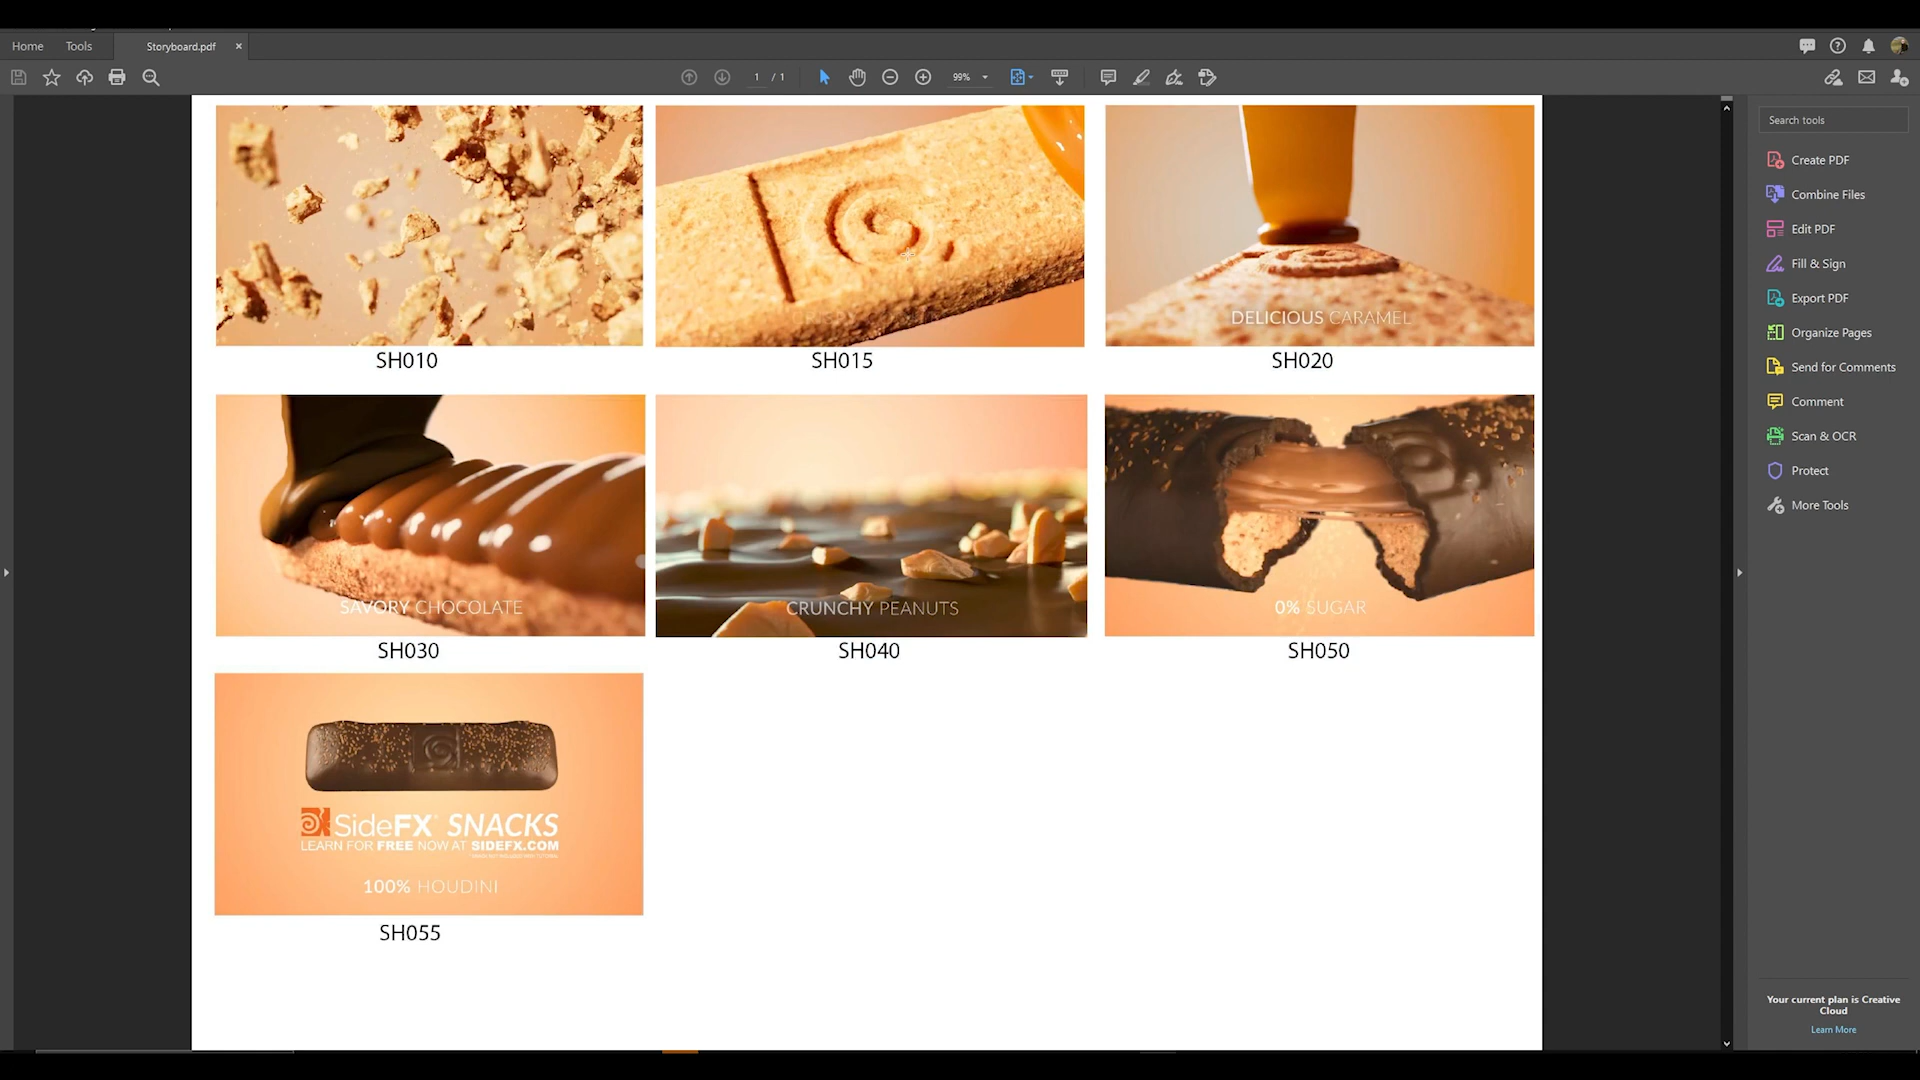 Home
Tools
Storyboard.pdf
1 / 1
99%
Search tools
Create PDF
Combine Files
Edit PDF
Fill & Sign
Export PDF
Organize Pages
Send for Comments
Comment
Scan & OCR
Protect
More Tools
DELICIOUS CARAMEL
SH010
SH015
SH020
SAVORY CHOCOLATE
CRUNCHY PEANUTS
0% SUGAR
SH030
SH040
SH050
SideFX SNACKS
LEARN FOR FREE NOW AT SIDEFX.COM
100% HOUDINI
SH055
Your current plan is Creative
Cloud
Learn More